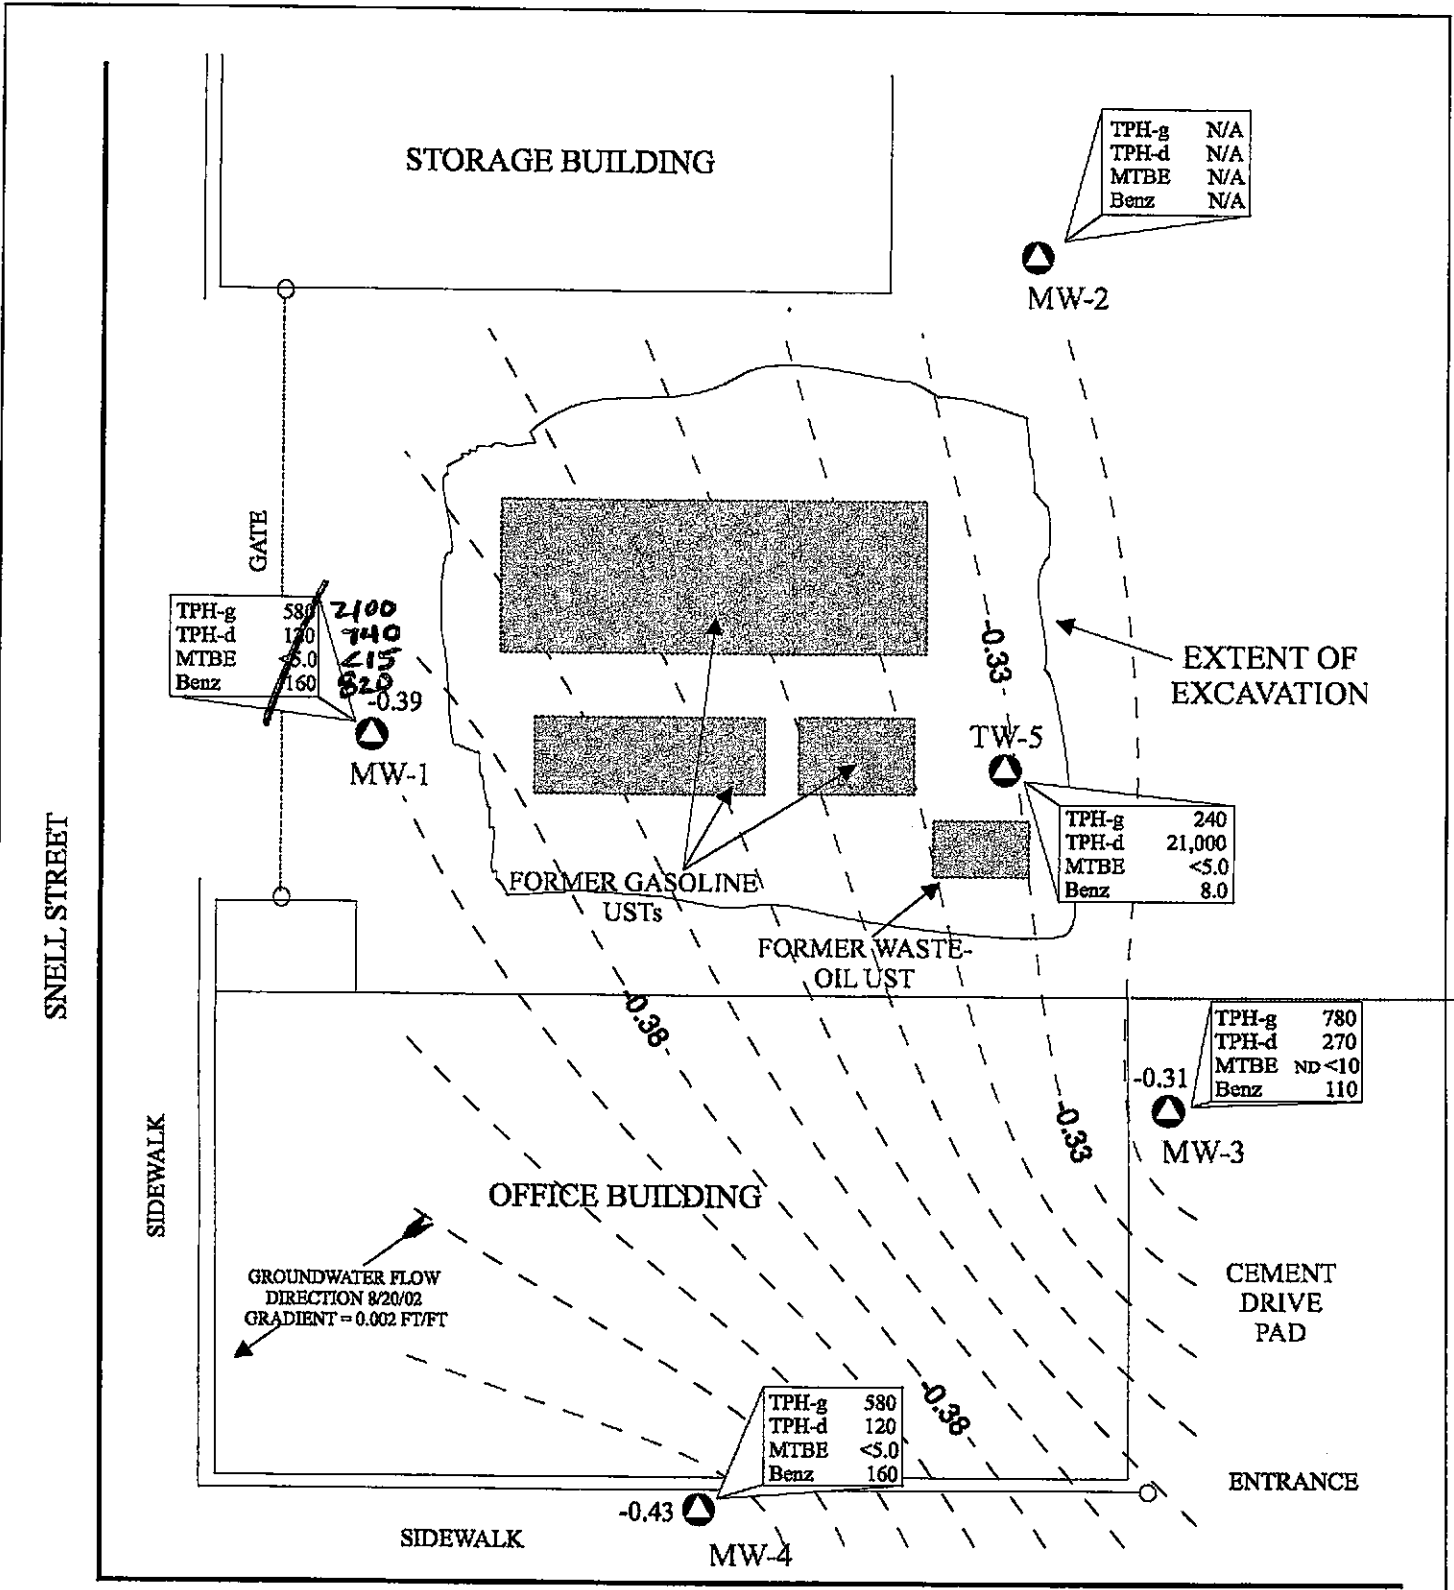 STORAGE BUILDING
TPH-g N/A
TPH-d N/A
MTBE N/A
Benz N/A
MW-2
GATE
TPH-g 580 2100
TPH-d 120 740
MTBE <5.0 <15
Benz 160 820
-0.39
MW-1
-0.33
EXTENT OF
EXCAVATION
TW-5
TPH-g 240
TPH-d 21,000
MTBE <5.0
Benz 8.0
FORMER GASOLINE
USTs
FORMER WASTE-
OIL UST
SNELL STREET
-0.38
TPH-g 780
TPH-d 270
MTBE ND <10
Benz 110
-0.31
MW-3
-0.33
SIDEWALK
OFFICE BUILDING
GROUNDWATER FLOW
DIRECTION 8/20/02
GRADIENT = 0.002 FT/FT
CEMENT
DRIVE
PAD
-0.38
TPH-g 580
TPH-d 120
MTBE <5.0
Benz 160
ENTRANCE
-0.43
MW-4
SIDEWALK